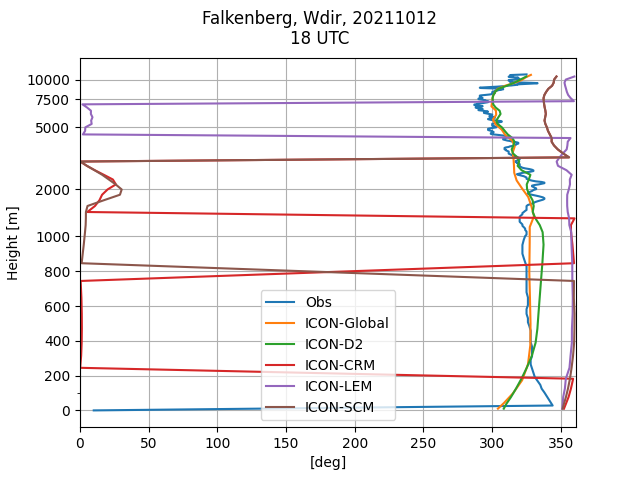 Falkenberg, Wdir, 20211012
18 UTC
Height [m]
10000
7500
5000
2000
1000
800
600
400
200
0
Obs
ICON-Global
ICON-D2
ICON-CRM
ICON-LEM
ICON-SCM
0 50 100 150 200 250 300 350
[deg]